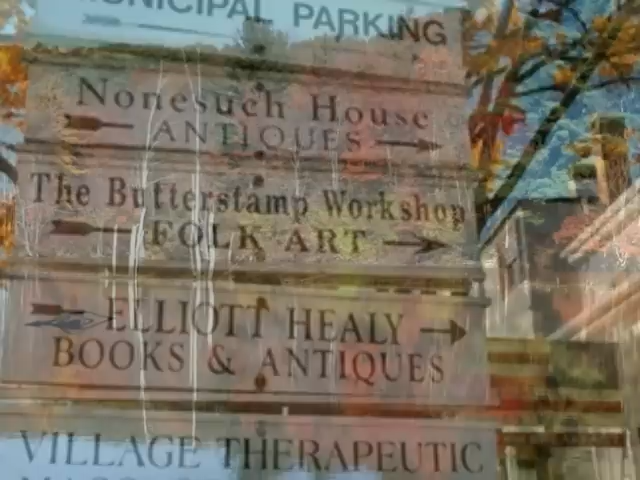 MUNICIPAL PARKING
Nonesuch House
ANTIQUES
The Butterstamp Workshop
FOLK ART
ELLIOTT HEALY
BOOKS & ANTIQUES
VILLAGE THERAPEUTIC